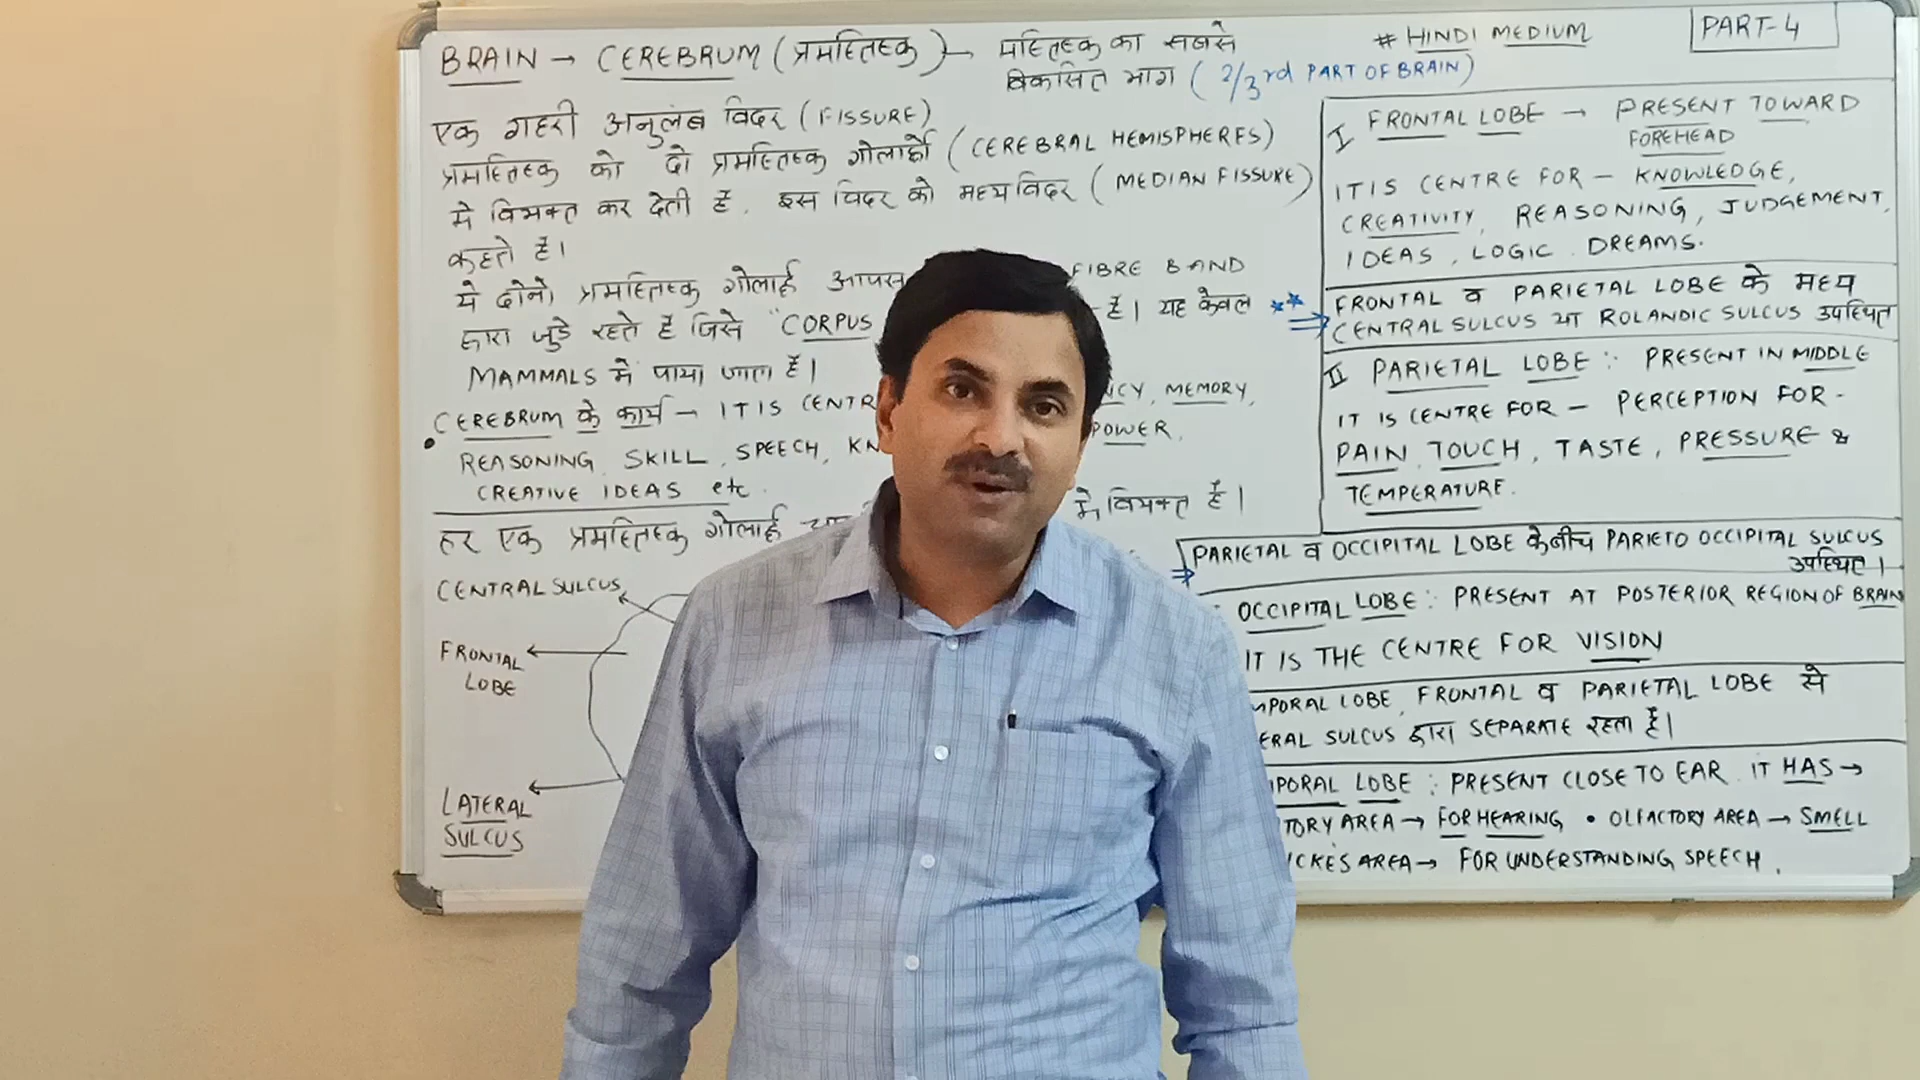 BRAIN → CEREBRUM (प्रमस्तिष्क) → मस्तिष्क का सबसे
विकसित भाग ( 2/3rd PART OF BRAIN)
# HINDI MEDIUM
PART-4
एक गहरी अनुलंब विदर (FISSURE)
प्रमस्तिष्क को दो प्रमस्तिष्क गोलार्द्धो (CEREBRAL HEMISPHERES)
मे विभक्त कर देती है, इस विदर को मध्यविदर ( MEDIAN FISSURE)
कहते है।
ये दोनो प्रमस्तिष्क गोलार्द्ध आपस FIBRE BAND
द्वारा जुडे रहते है जिसे "CORPUS है। यह केवल
MAMMALS में पाया जाता है।
• CEREBRUM के कार्य – IT IS MEMORY,
REASONING, SKILL, SPEECH, POWER,
CREATIVE IDEAS etc.
हर एक प्रमस्तिष्क गोलार्द्ध मे विभक्त है।
CENTRAL SULCUS
FRONTAL
LOBE
LATERAL
SULCUS
I FRONTAL LOBE → PRESENT TOWARD
FOREHEAD
IT IS CENTRE FOR – KNOWLEDGE,
CREATIVITY, REASONING, JUDGEMENT,
IDEAS, LOGIC, DREAMS.
** FRONTAL व PARIETAL LOBE के मध्य
⇒ CENTRAL SULCUS या ROLANDIC SULCUS उपस्थित
II PARIETAL LOBE : PRESENT IN MIDDLE
IT IS CENTRE FOR – PERCEPTION FOR -
PAIN, TOUCH, TASTE, PRESSURE &
TEMPERATURE.
⇒ PARIETAL व OCCIPITAL LOBE के बीच PARIETO OCCIPITAL SULCUS
उपस्थित।
OCCIPITAL LOBE : PRESENT AT POSTERIOR REGION OF BRAIN
IT IS THE CENTRE FOR VISION
LOBE, FRONTAL व PARIETAL LOBE से
SULCUS द्वारा SEPARATE रहता है।
LOBE : PRESENT CLOSE TO EAR. IT HAS →
AREA → FOR HEARING • OLFACTORY AREA → SMELL
AREA → FOR UNDERSTANDING SPEECH.